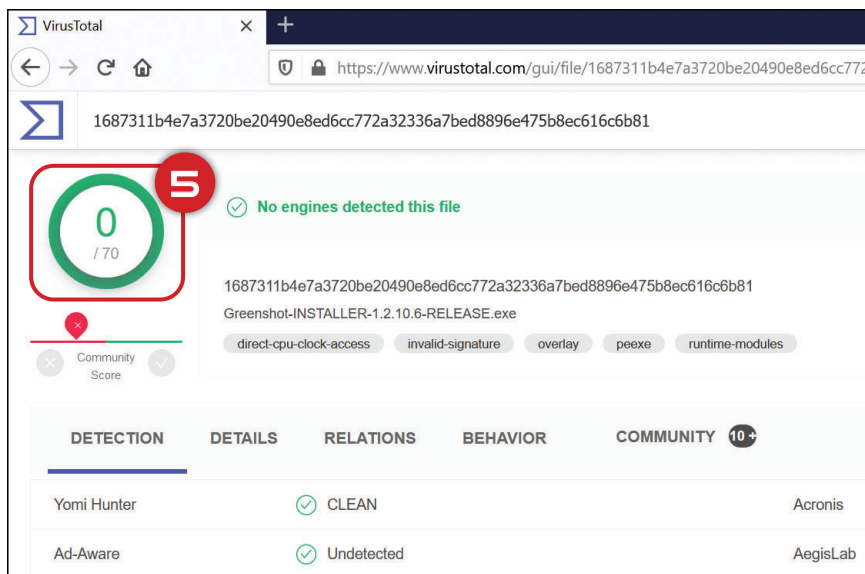 VirusTotal
https://www.virustotal.com/gui/file/1687311b4e7a3720be20490e8ed6cc772
1687311b4e7a3720be20490e8ed6cc772a32336a7bed8896e475b8ec616c6b81
5
0
/ 70
No engines detected this file
1687311b4e7a3720be20490e8ed6cc772a32336a7bed8896e475b8ec616c6b81
Greenshot-INSTALLER-1.2.10.6-RELEASE.exe
direct-cpu-clock-access invalid-signature overlay peexe runtime-modules
Community
Score
DETECTION DETAILS RELATIONS BEHAVIOR COMMUNITY 10+
Yomi Hunter CLEAN Acronis
Ad-Aware Undetected AegisLab